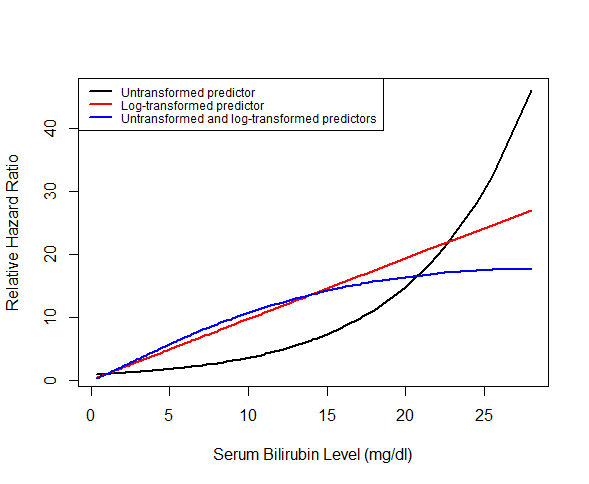 Untransformed predictor
Log-transformed predictor
Untransformed and log-transformed predictors
Relative Hazard Ratio
40
30
20
10
0
0 5 10 15 20 25
Serum Bilirubin Level (mg/dl)